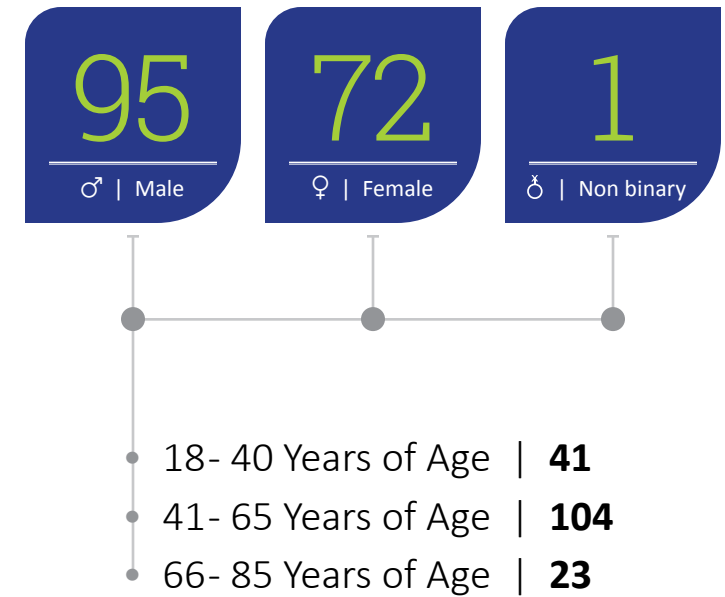 95
♂ | Male
72
♀ | Female
1
| Non binary
18- 40 Years of Age | 41
41- 65 Years of Age | 104
66- 85 Years of Age | 23